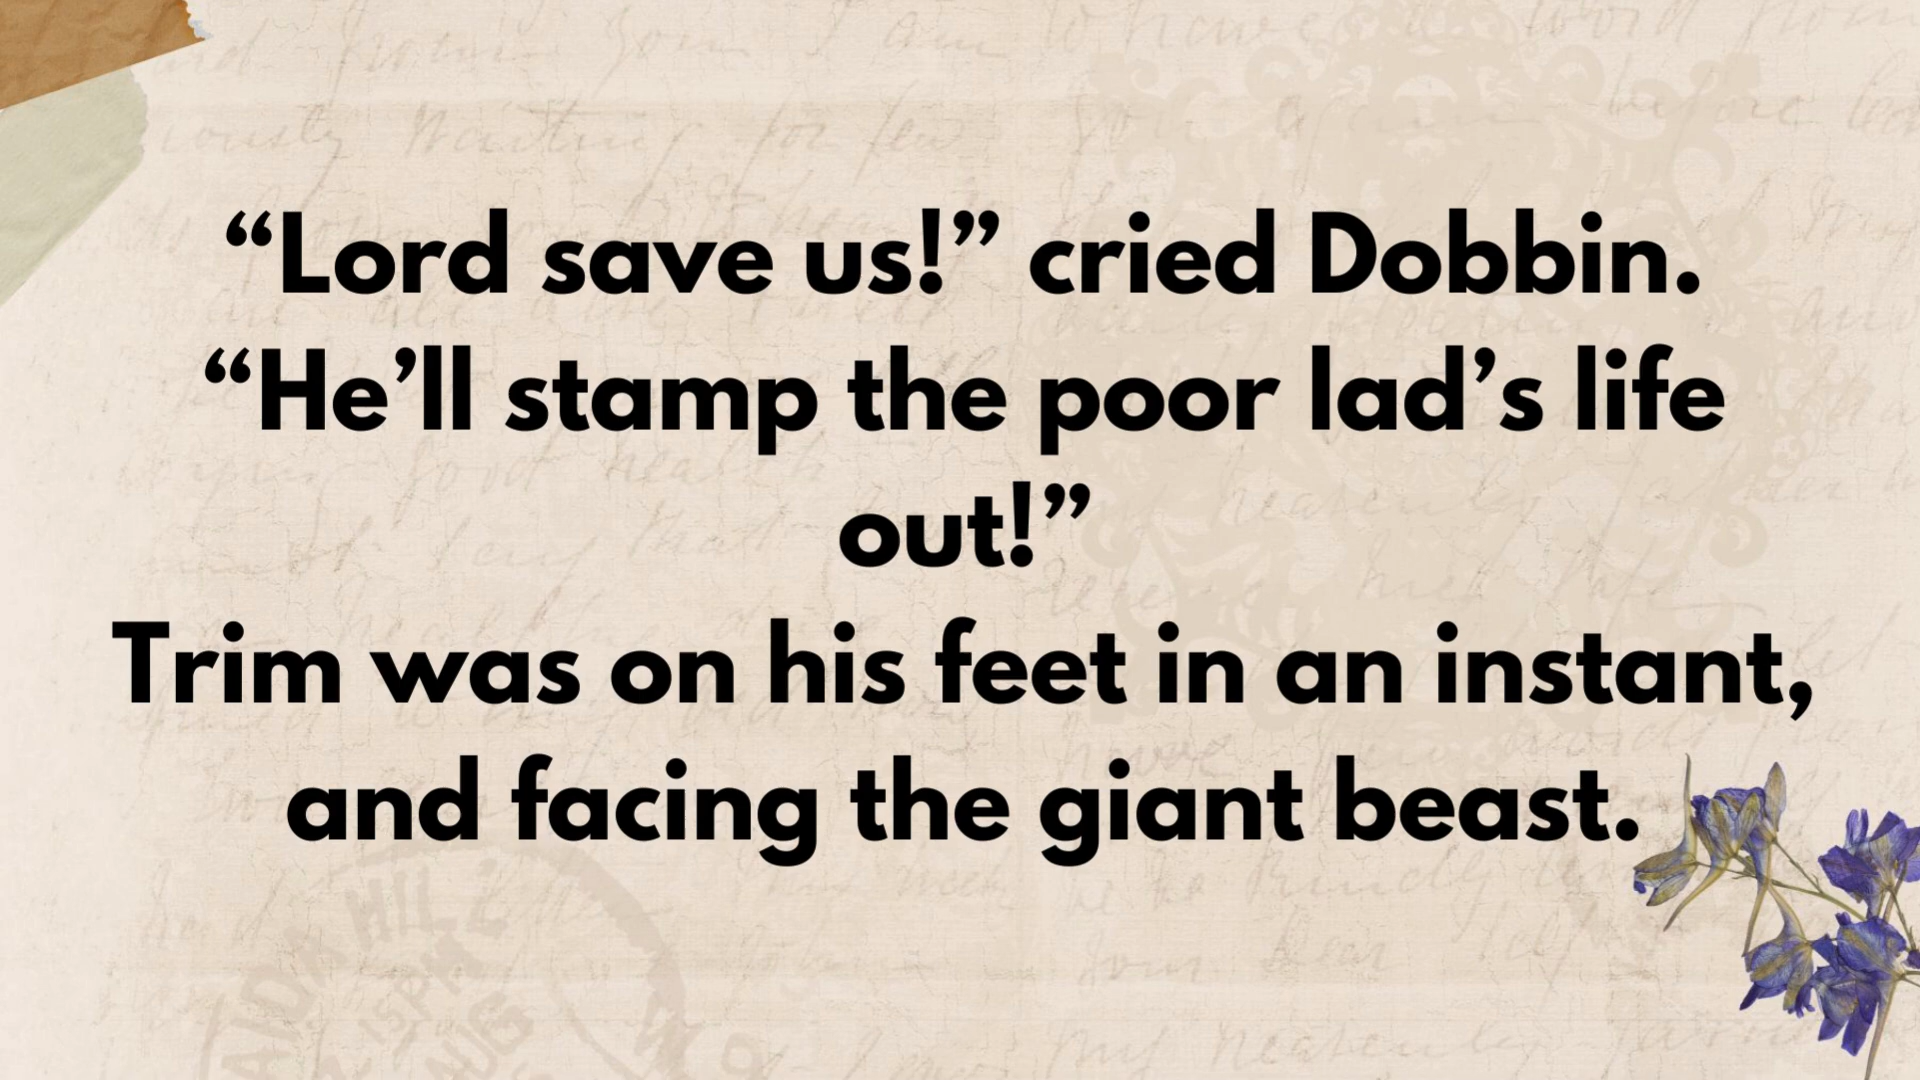 “Lord save us!” cried Dobbin.
“He’ll stamp the poor lad’s life
out!”
Trim was on his feet in an instant,
and facing the giant beast.